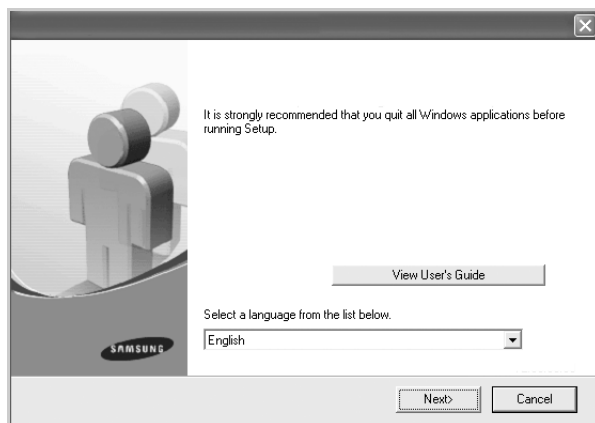 It is strongly recommended that you quit all Windows applications before
running Setup.
View User's Guide
Select a language from the list below.
English
SAMSUNG
Next>
Cancel